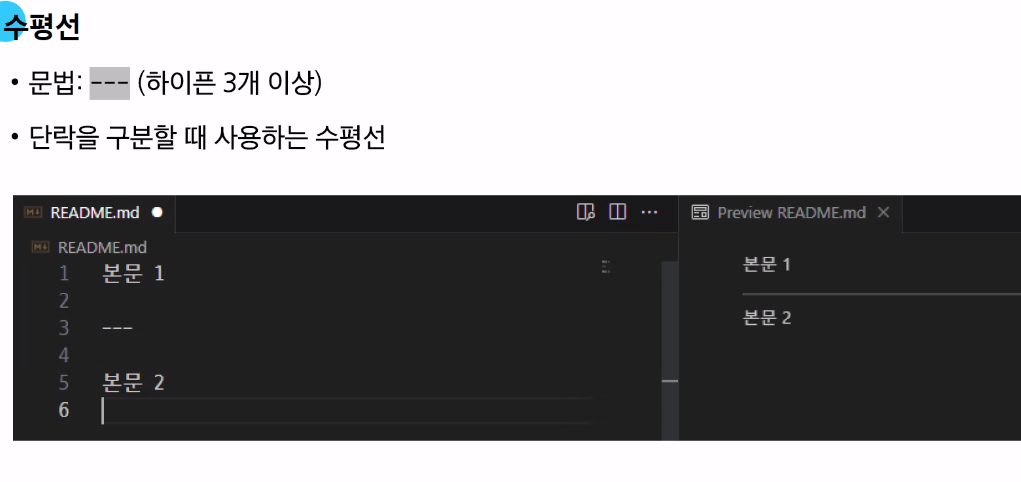 수평선
• 문법: --- (하이픈 3개 이상)
• 단락을 구분할 때 사용하는 수평선
README.md
Preview README.md
README.md
1 본문 1
2
3 ---
4
5 본문 2
6
본문 1
본문 2